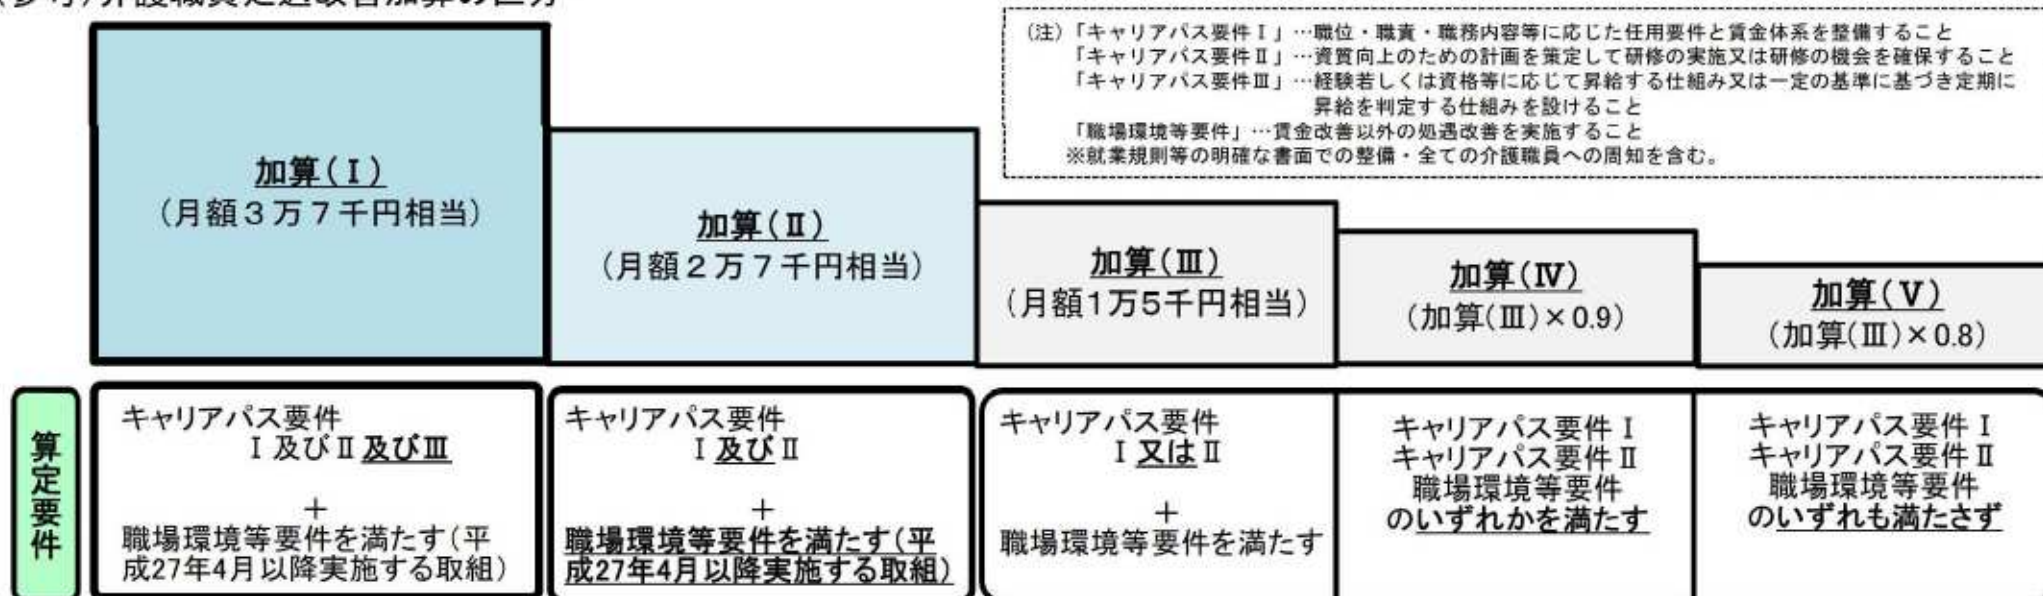 (参考)介護職員処遇改善加算の区分
(注)「キャリアパス要件Ⅰ」…職位・職責・職務内容等に応じた任用要件と賃金体系を整備すること
「キャリアパス要件Ⅱ」…資質向上のための計画を策定して研修の実施又は研修の機会を確保すること
「キャリアパス要件Ⅲ」…経験若しくは資格等に応じて昇給する仕組み又は一定の基準に基づき定期に
昇給を判定する仕組みを設けること
「職場環境等要件」…賃金改善以外の処遇改善を実施すること
※就業規則等の明確な書面での整備・全ての介護職員への周知を含む。
加算(Ⅰ)
(月額3万7千円相当)
加算(Ⅱ)
(月額2万7千円相当)
加算(Ⅲ)
(月額1万5千円相当)
加算(Ⅳ)
(加算(Ⅲ)×0.9)
加算(Ⅴ)
(加算(Ⅲ)×0.8)
算定要件
キャリアパス要件
Ⅰ及びⅡ及びⅢ
+
職場環境等要件を満たす(平
成27年4月以降実施する取組)
キャリアパス要件
Ⅰ及びⅡ
+
職場環境等要件を満たす(平
成27年4月以降実施する取組)
キャリアパス要件
Ⅰ又はⅡ
+
職場環境等要件を満たす
キャリアパス要件Ⅰ
キャリアパス要件Ⅱ
職場環境等要件
のいずれかを満たす
キャリアパス要件Ⅰ
キャリアパス要件Ⅱ
職場環境等要件
のいずれも満たさず